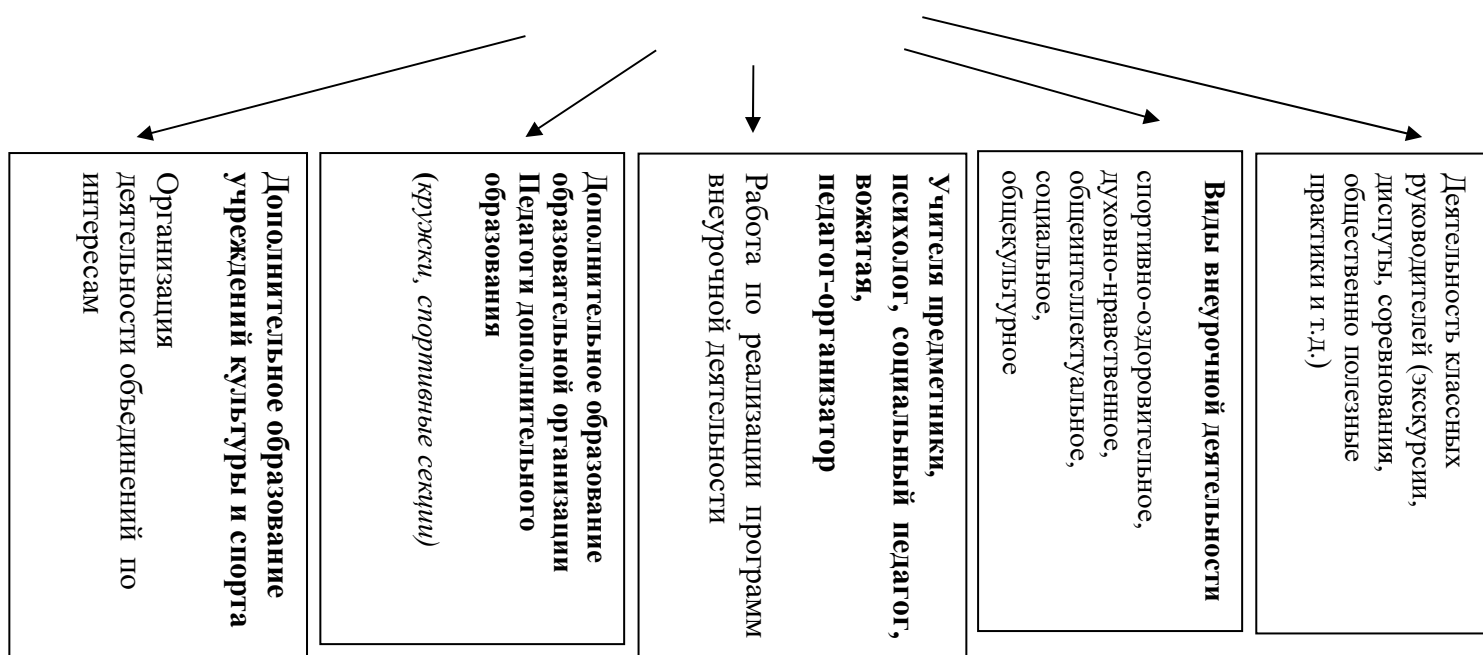 Дополнительное образование
учреждений культуры и спорта
Организация
деятельности объединений по
интересам
Дополнительное образование
образовательной организации
Педагоги дополнительного
образования
(кружки, спортивные секции)
Учителя предметники,
психолог, социальный педагог,
вожатая,
педагог-организатор
Работа по реализации программ
внеурочной деятельности
Виды внеурочной деятельности
спортивно-оздоровительное,
духовно-нравственное,
общеинтеллектуальное,
социальное,
общекультурное
Деятельность классных
руководителей (экскурсии,
диспуты, соревнования,
общественно полезные
практики и т.д.)